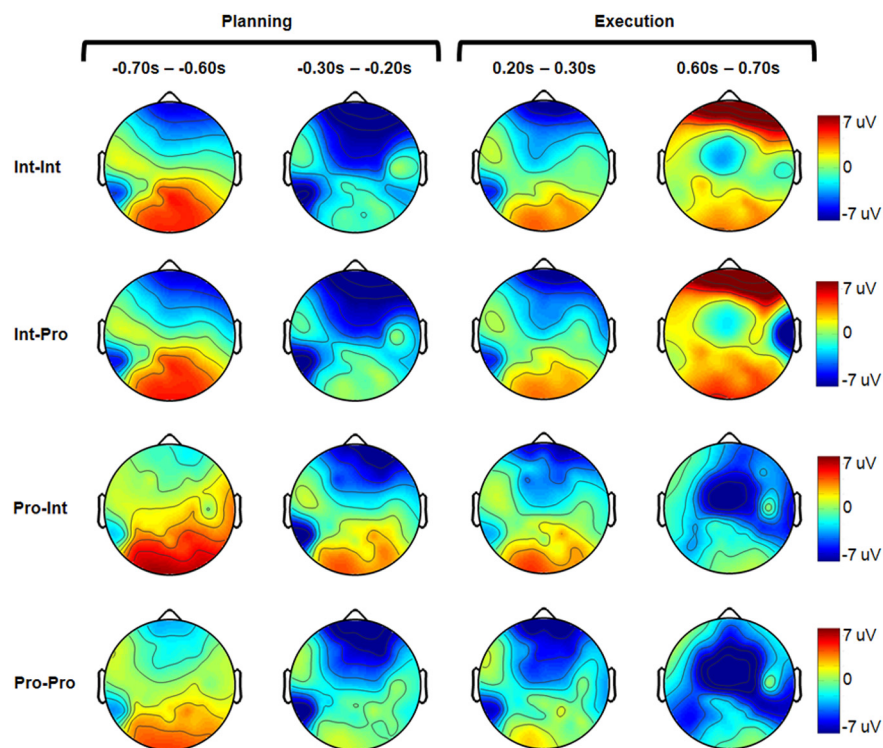 Planning Execution
-0.70s – -0.60s -0.30s – -0.20s 0.20s – 0.30s 0.60s – 0.70s
Int-Int
7 uV
0
-7 uV
Int-Pro
7 uV
0
-7 uV
Pro-Int
7 uV
0
-7 uV
Pro-Pro
7 uV
0
-7 uV